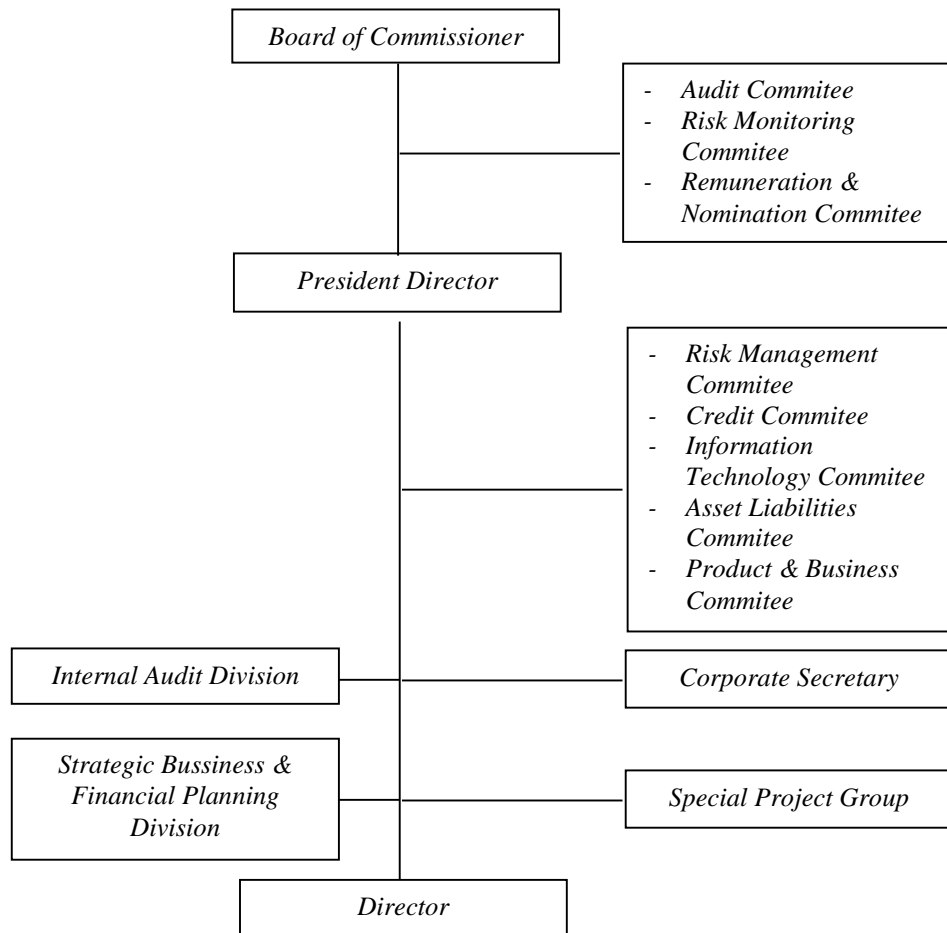 Board of Commissioner
- Audit Commitee
- Risk Monitoring
Commitee
- Remuneration &
Nomination Commitee
President Director
- Risk Management
Commitee
- Credit Commitee
- Information
Technology Commitee
- Asset Liabilities
Commitee
- Product & Business
Commitee
Internal Audit Division
Corporate Secretary
Strategic Bussiness &
Financial Planning
Division
Special Project Group
Director